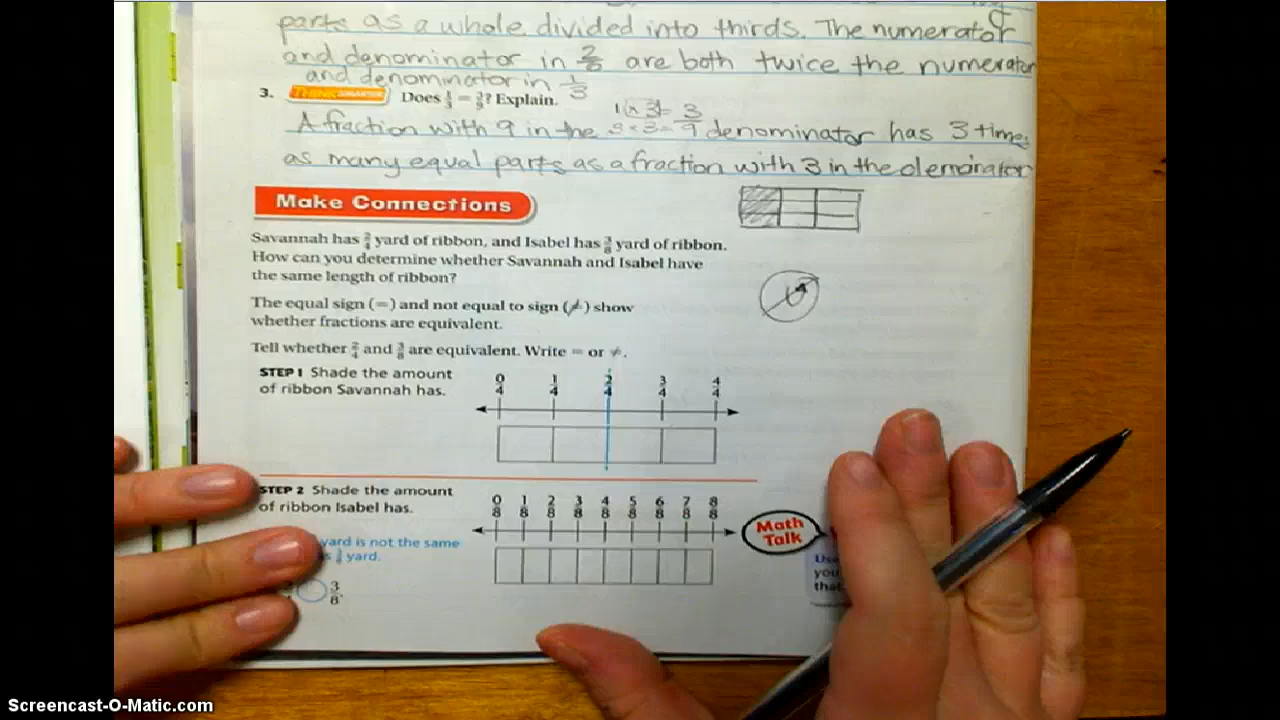 parts as a whole divided into thirds. The numerator
and denominator in 2/6 are both twice the numerator
and denominator in 1/3
3. Does 1/3 = 3/9? Explain.
1 × 3 = 3
3 × 3 = 9
A fraction with 9 in the denominator has 3 times
as many equal parts as a fraction with 3 in the
Make Connections
Savannah has 2/4 yard of ribbon, and Isabel has 3/8 yard of ribbon.
How can you determine whether Savannah and Isabel have
the same length of ribbon?
The equal sign (=) and not equal to sign (≠) show
whether fractions are equivalent.
Tell whether 2/4 and 3/8 are equivalent. Write = or ≠.
STEP 1 Shade the amount
of ribbon Savannah has.
0/4 1/4 2/4 3/4 4/4
STEP 2 Shade the amount
of ribbon Isabel has.
0/8 1/8 2/8 3/8 4/8 5/8 6/8 7/8 8/8
yard is not the same
3/8 yard.
3/8
Math
Talk
Use
you
that
Screencast-O-Matic.com